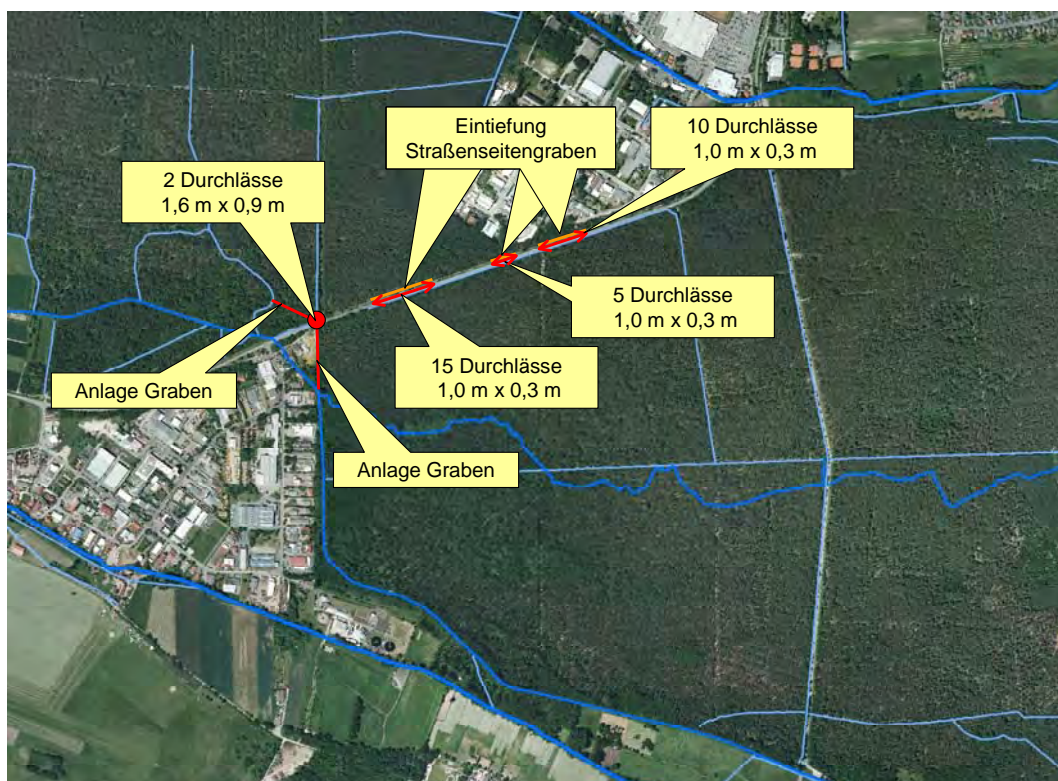 Eintiefung
Straßenseitengraben
10 Durchlässe
1,0 m x 0,3 m
2 Durchlässe
1,6 m x 0,9 m
5 Durchlässe
1,0 m x 0,3 m
15 Durchlässe
1,0 m x 0,3 m
Anlage Graben
Anlage Graben